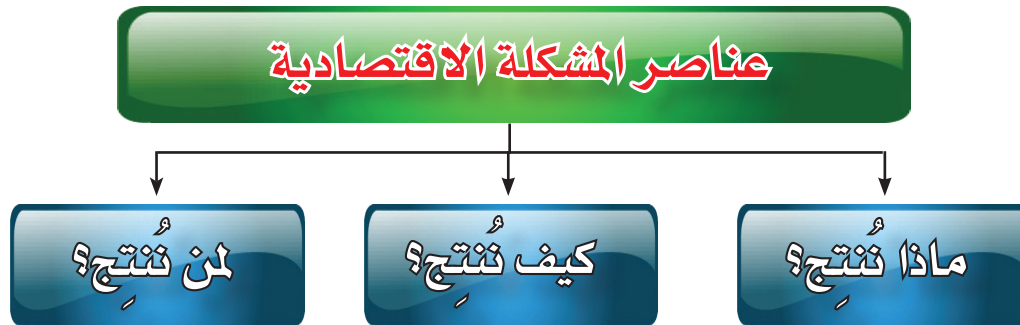 عناصر المشكلة الاقتصادية
ماذا نُنتِج؟
كيف نُنتِج؟
لمن نُنتِج؟